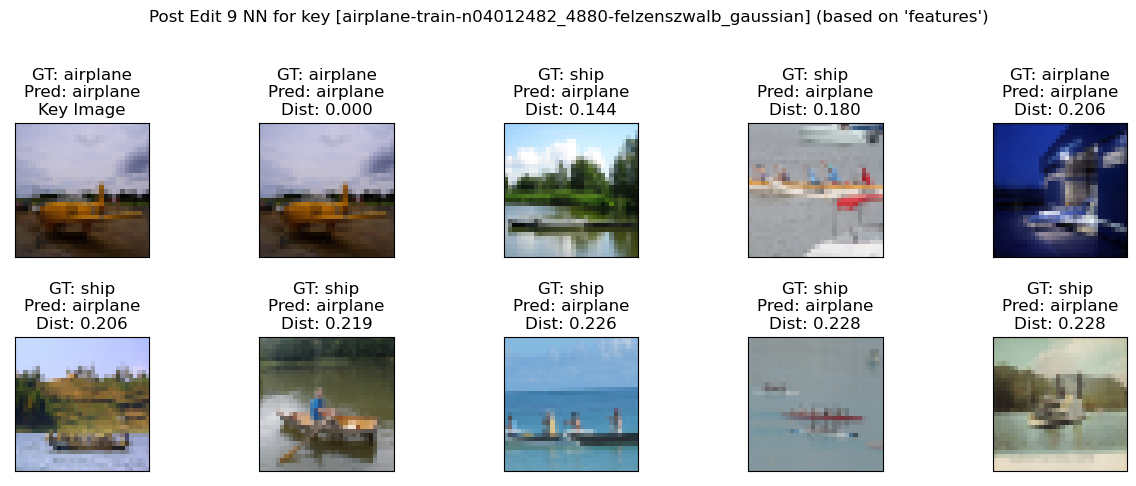 Post Edit 9 NN for key [airplane-train-n04012482_4880-felzenszwalb_gaussian] (based on 'features')
GT: airplane
Pred: airplane
Key Image
GT: airplane
Pred: airplane
Dist: 0.000
GT: ship
Pred: airplane
Dist: 0.144
GT: ship
Pred: airplane
Dist: 0.180
GT: airplane
Pred: airplane
Dist: 0.206
GT: ship
Pred: airplane
Dist: 0.206
GT: ship
Pred: airplane
Dist: 0.219
GT: ship
Pred: airplane
Dist: 0.226
GT: ship
Pred: airplane
Dist: 0.228
GT: ship
Pred: airplane
Dist: 0.228